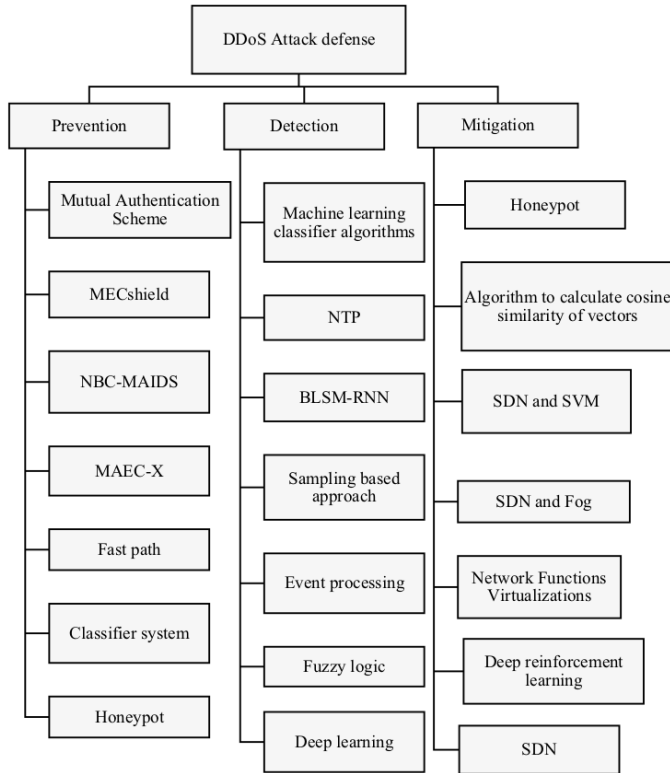 DDoS Attack defense
Prevention
Detection
Mitigation
Mutual Authentication
Scheme
MECshield
NBC-MAIDS
MAEC-X
Fast path
Classifier system
Honeypot
Machine learning
classifier algorithms
NTP
BLSM-RNN
Sampling based
approach
Event processing
Fuzzy logic
Deep learning
Honeypot
Algorithm to calculate cosine
similarity of vectors
SDN and SVM
SDN and Fog
Network Functions
Virtualizations
Deep reinforcement
learning
SDN